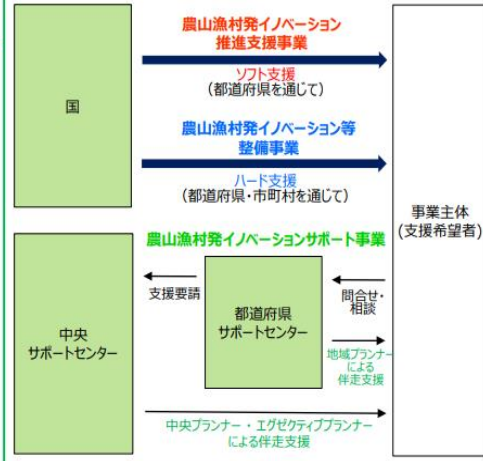 農山漁村発イノベーション
推進支援事業
ソフト支援
(都道府県を通じて)
国
農山漁村発イノベーション等
整備事業
ハード支援
(都道府県・市町村を通じて)
事業主体
(支援希望者)
農山漁村発イノベーションサポート事業
支援要請
都道府県
サポートセンター
問合せ・
相談
中央
サポートセンター
地域プランナー
による
伴走支援
中央プランナー・エグゼクティブプランナー
による伴走支援